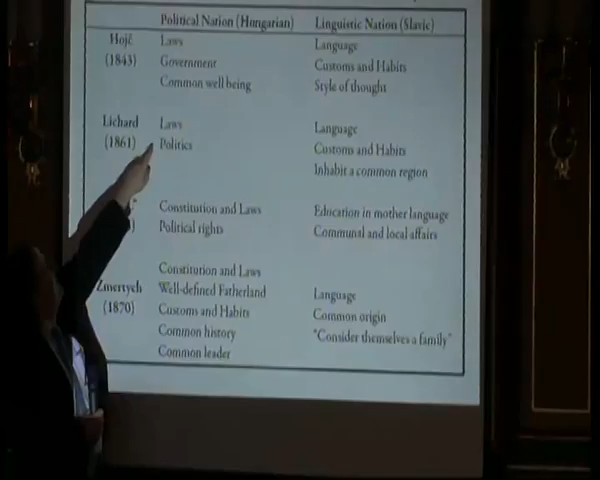 Political Nation (Hungarian) Linguistic Nation (Slavic)
Hojč Laws Language
(1843) Government Customs and Habits
Common well being Style of thought
Lichard Laws Language
(1861) Politics Customs and Habits
Inhabit a common region
Constitution and Laws Education in mother language
Political rights Communal and local affairs
Constitution and Laws
Zmertych Well-defined Fatherland Language
(1870) Customs and Habits Common origin
Common history "Consider themselves a family"
Common leader